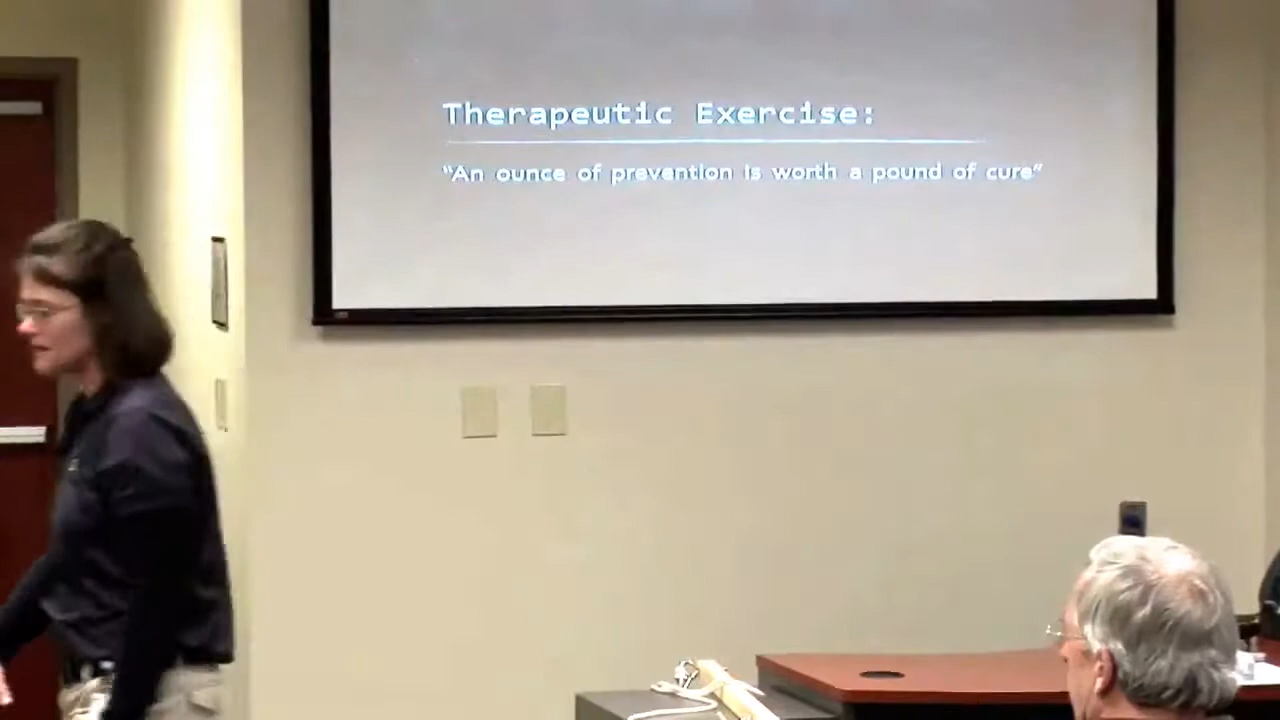 Therapeutic Exercise:
“An ounce of prevention is worth a pound of cure”